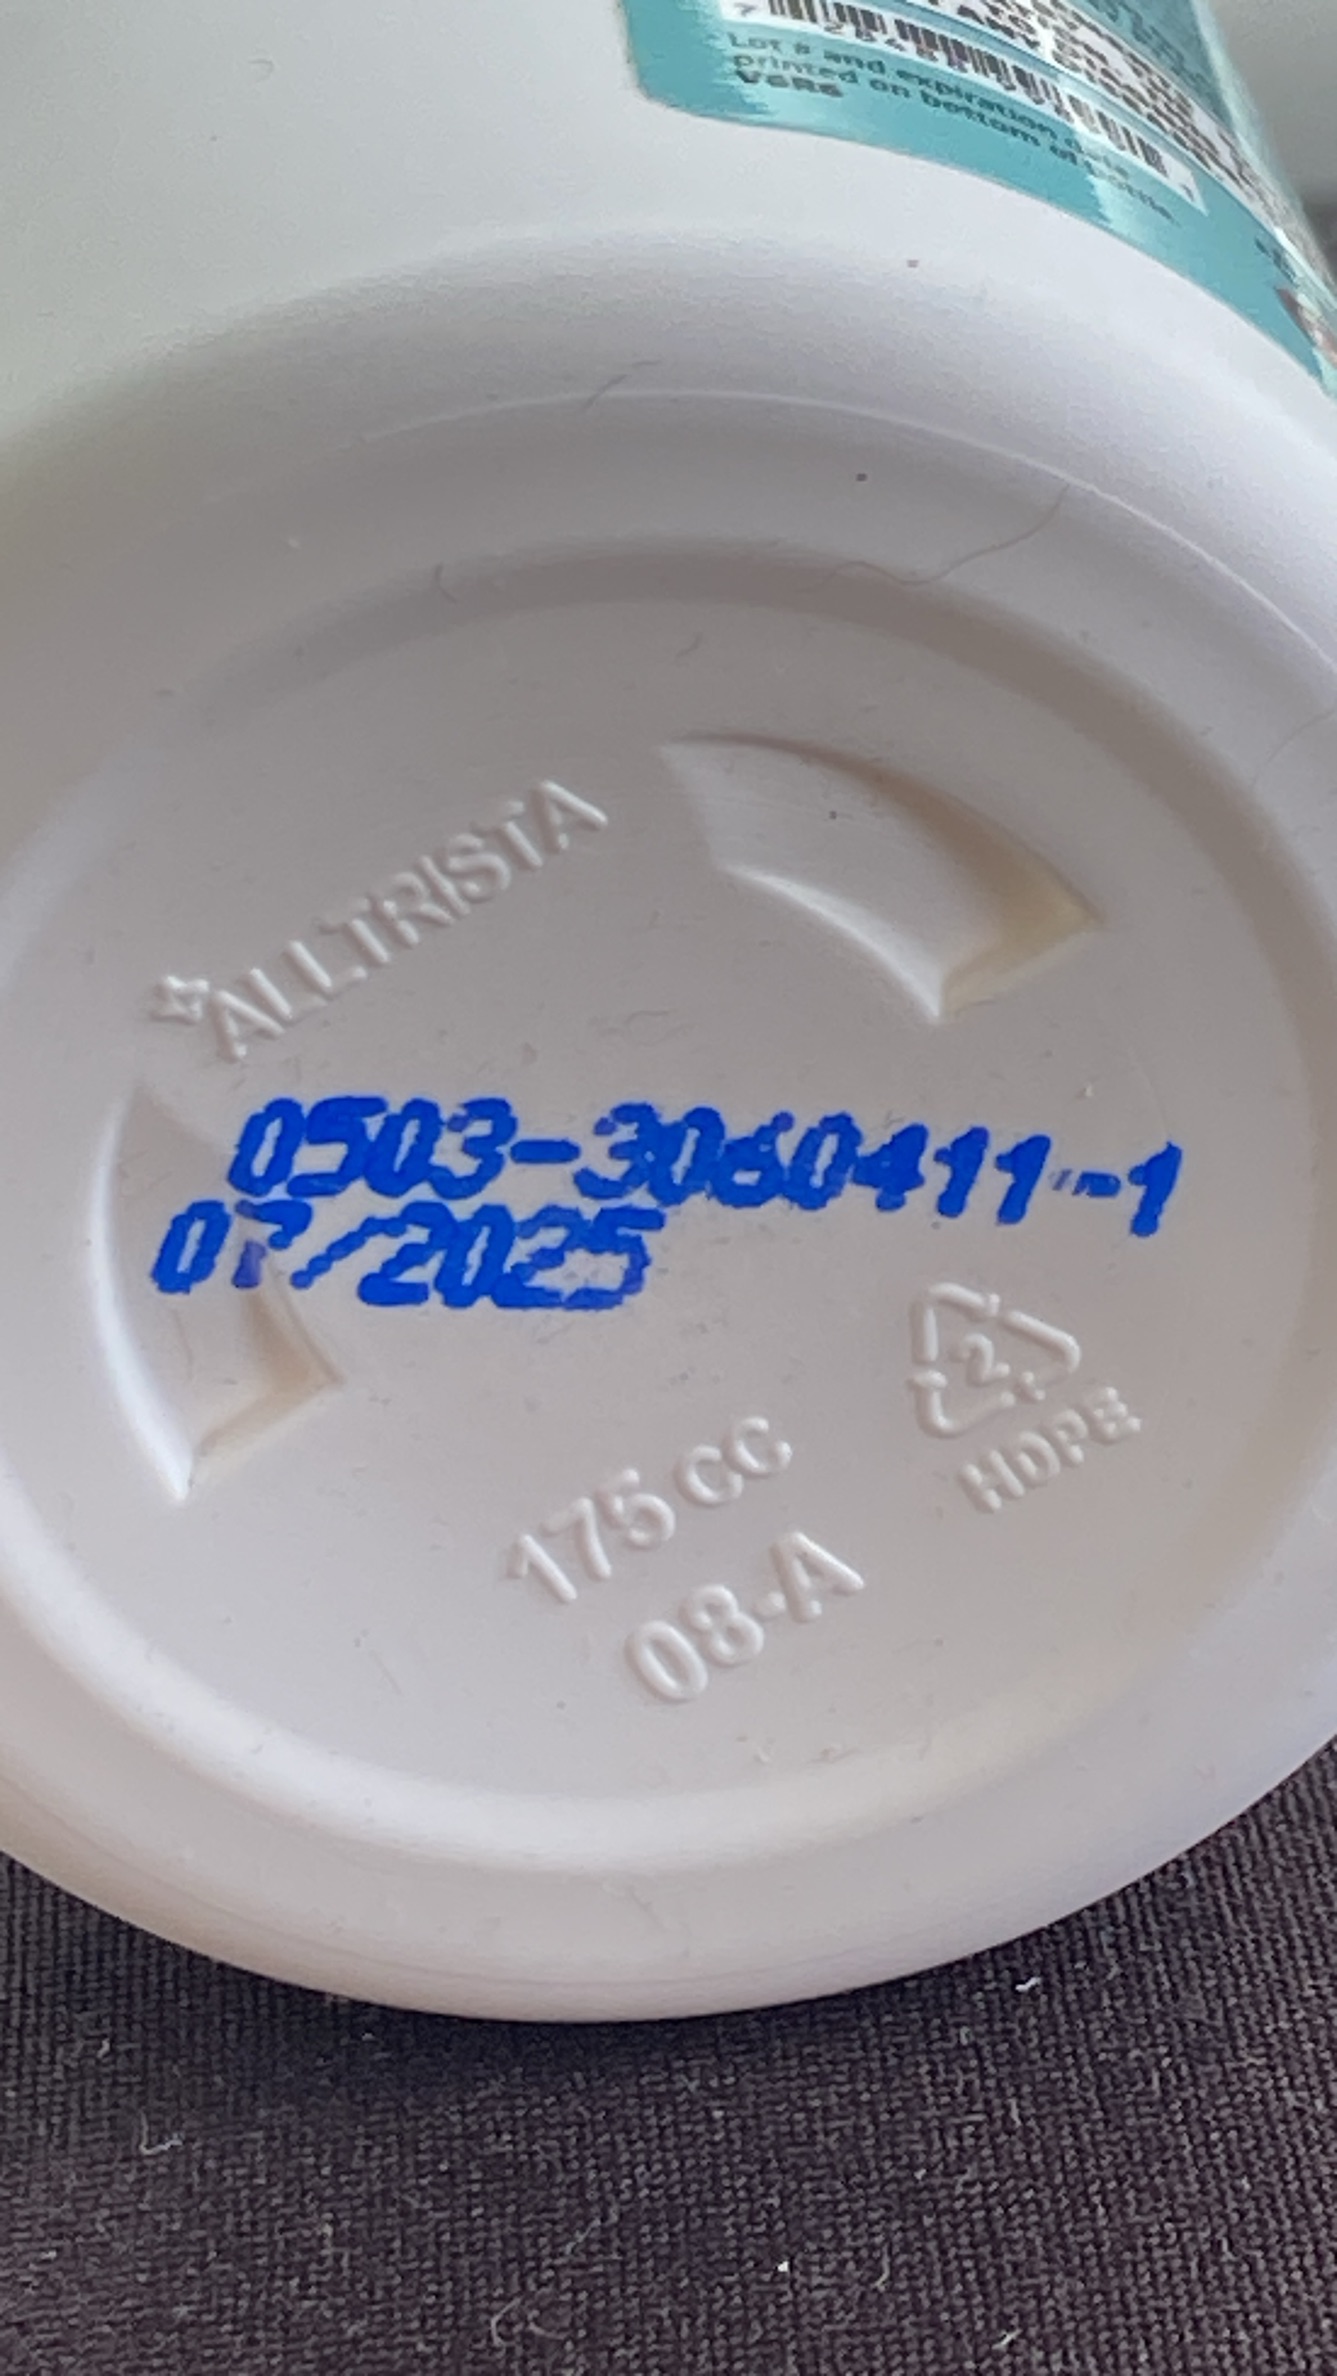 Lot # and expiration date
printed on bottom of bottle.
V6R6
ALLTRISTA
0503-3060411-1
07/2025
2
HDPE
175 CC
08-A